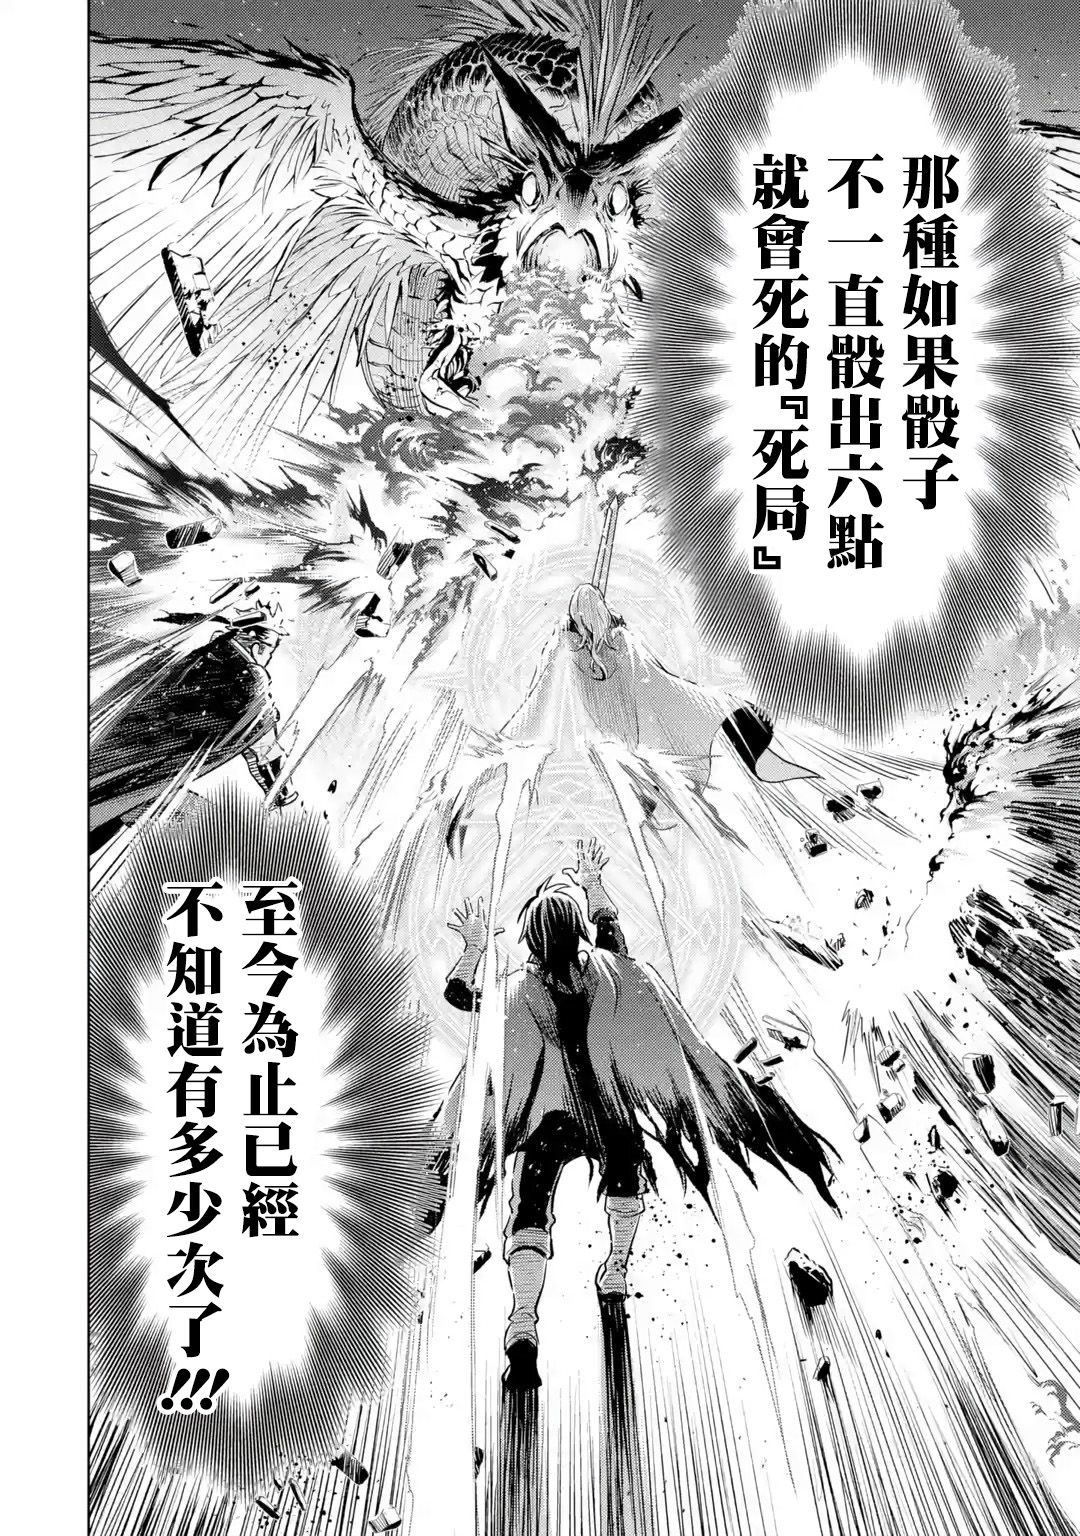 那種如果骰子
不一直骰出六點
就會死的『死局』
至今為止已經
不知道有多少次了!!!